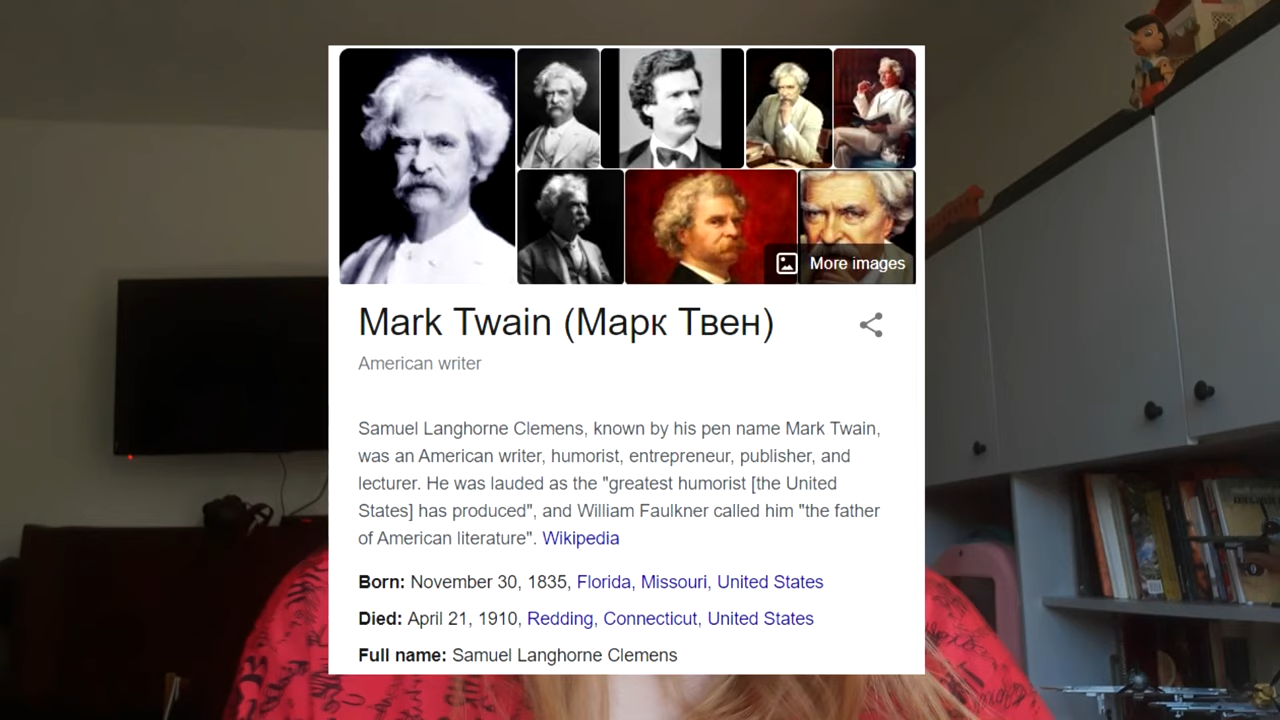 More images
Mark Twain (Марк Твен)
American writer
Samuel Langhorne Clemens, known by his pen name Mark Twain,
was an American writer, humorist, entrepreneur, publisher, and
lecturer. He was lauded as the "greatest humorist [the United
States] has produced", and William Faulkner called him "the father
of American literature". Wikipedia
Born: November 30, 1835, Florida, Missouri, United States
Died: April 21, 1910, Redding, Connecticut, United States
Full name: Samuel Langhorne Clemens